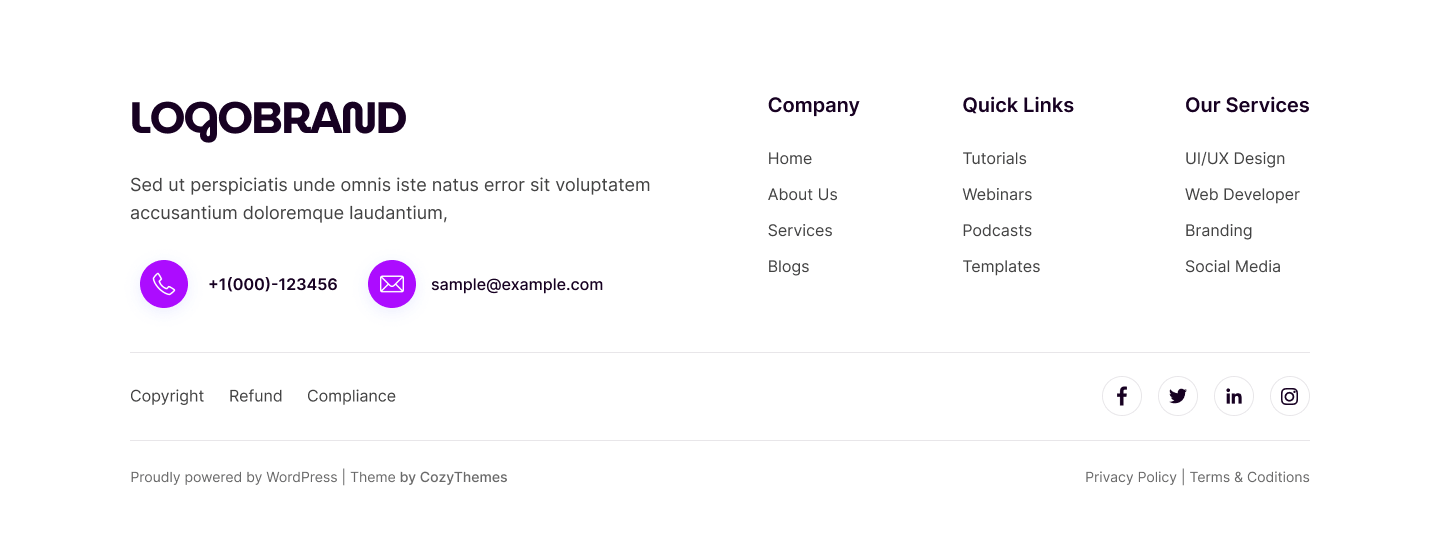 LOGOBRAND
Sed ut perspiciatis unde omnis iste natus error sit voluptatem
accusantium doloremque laudantium,
+1(000)-123456
sample@example.com
Company
Home
About Us
Services
Blogs
Quick Links
Tutorials
Webinars
Podcasts
Templates
Our Services
UI/UX Design
Web Developer
Branding
Social Media
Copyright Refund Compliance
Proudly powered by WordPress | Theme by CozyThemes
Privacy Policy | Terms & Coditions